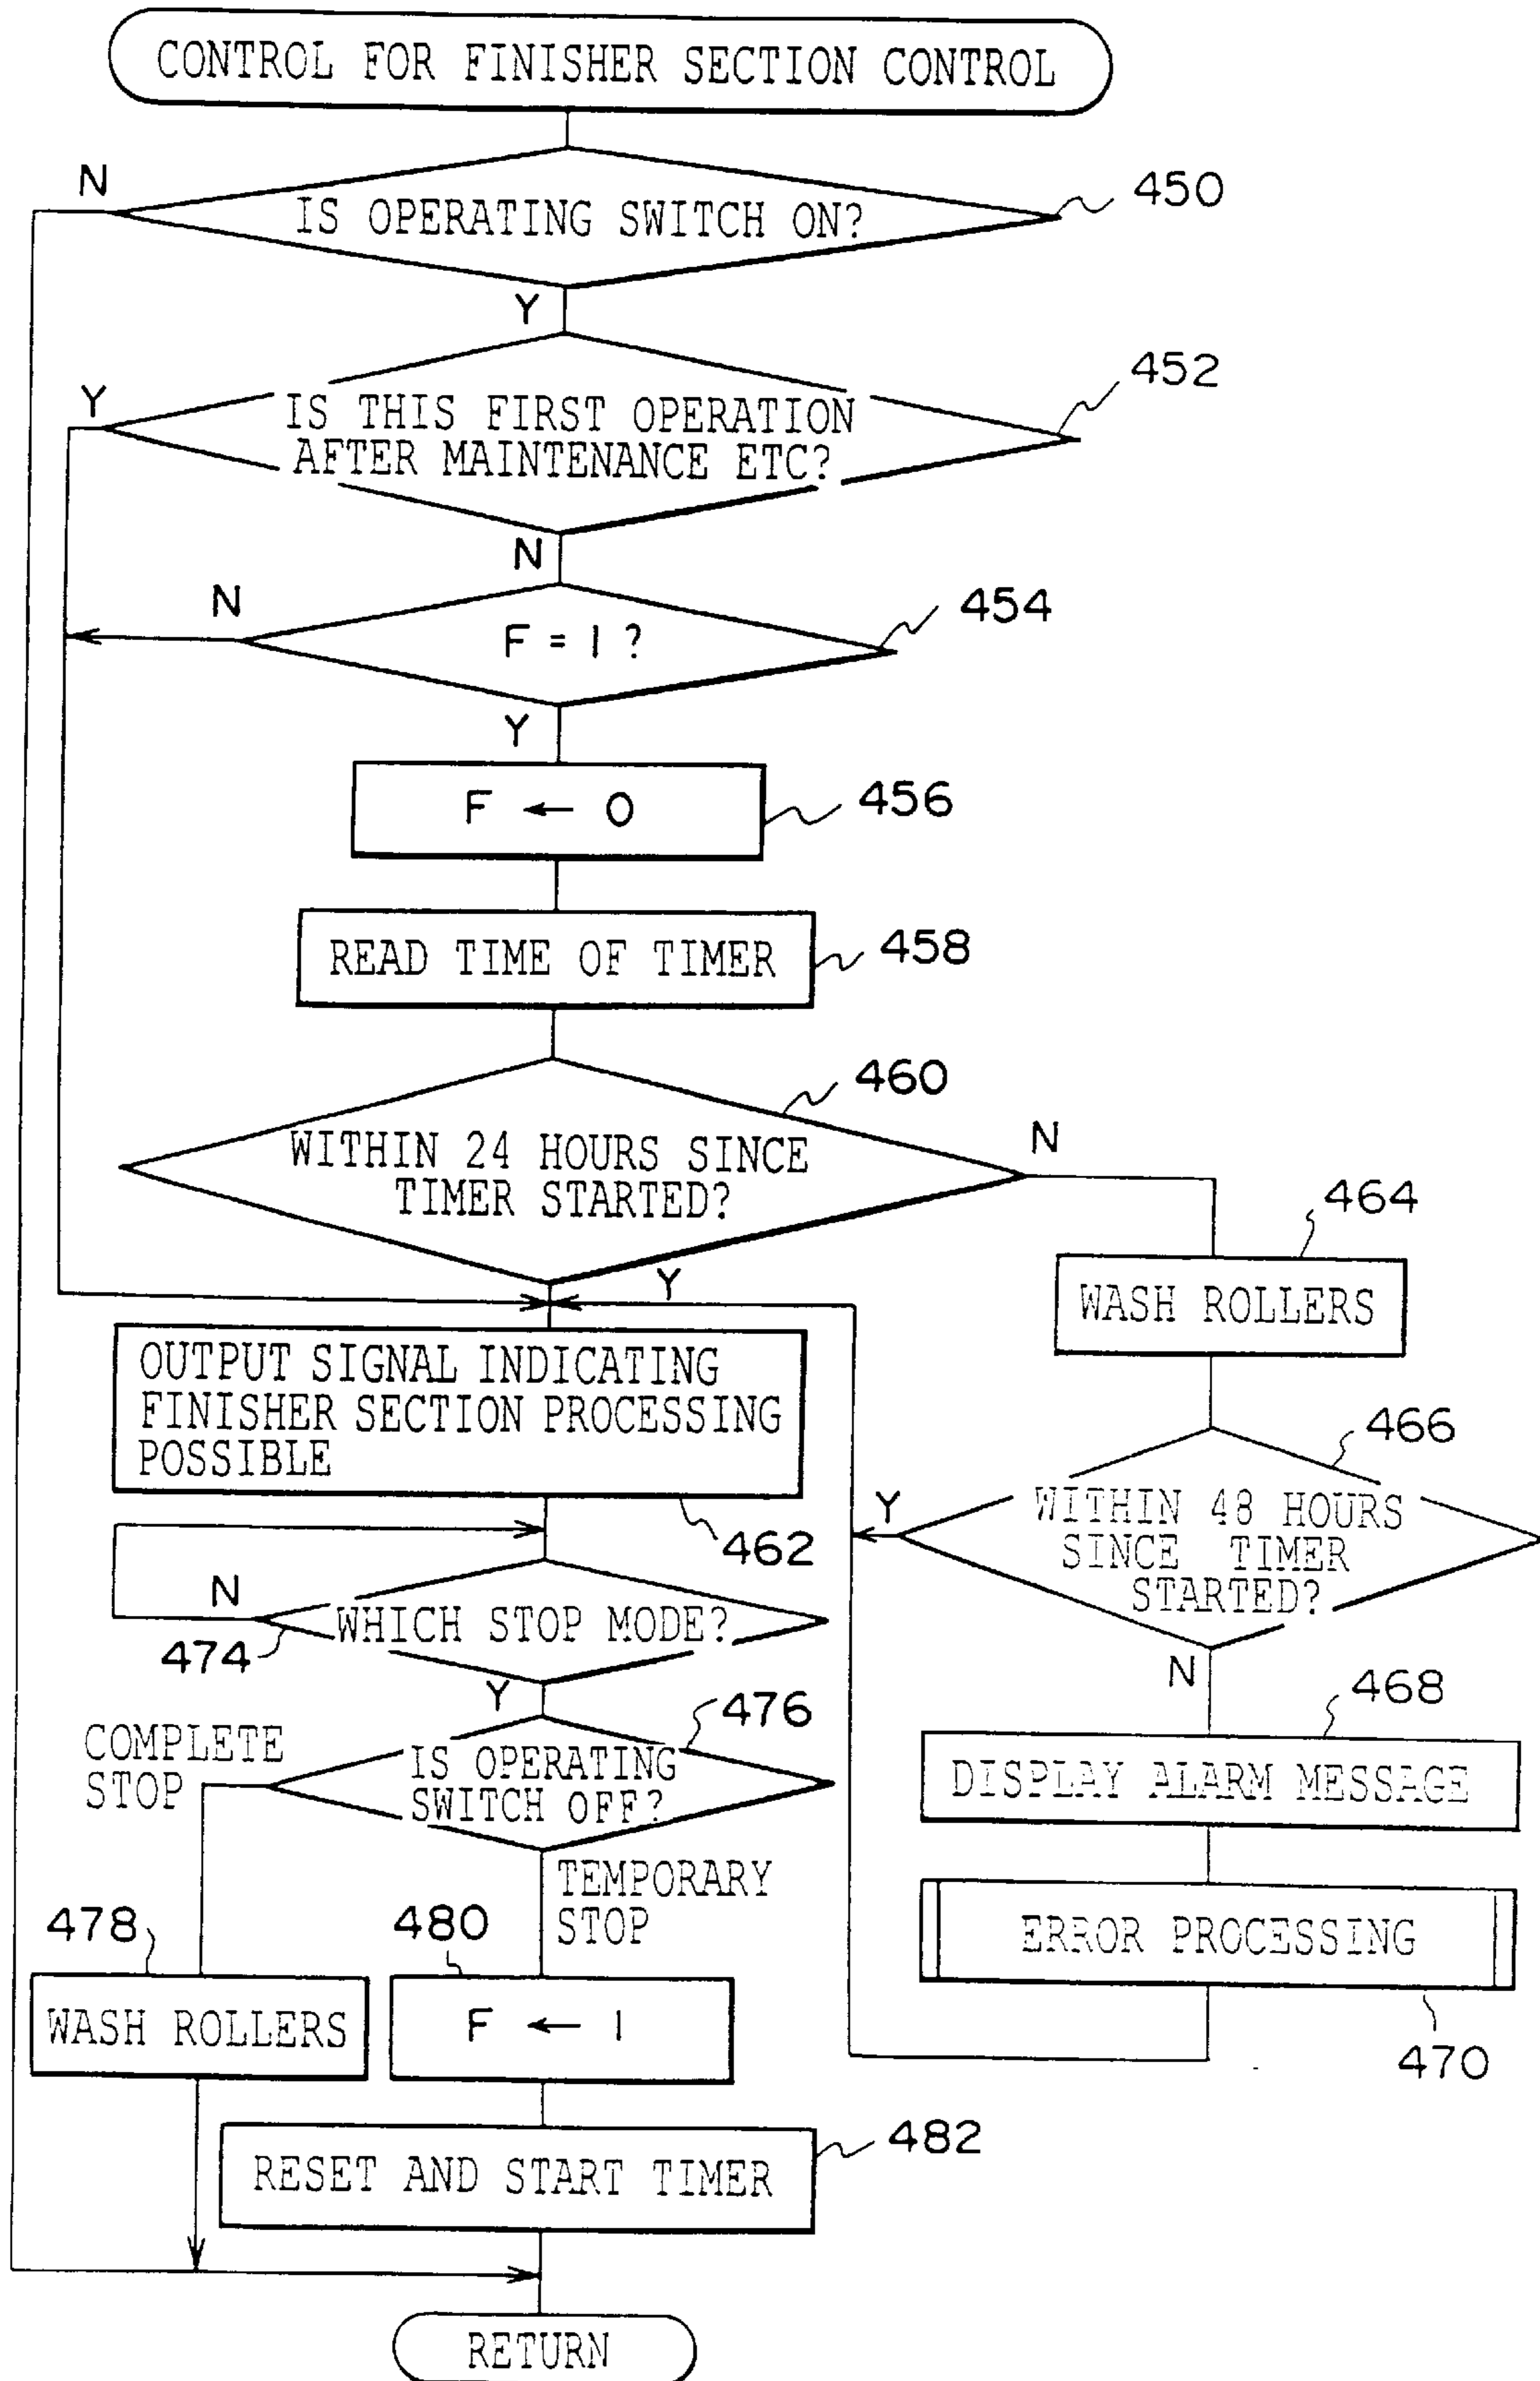 CONTROL FOR FINISHER SECTION CONTROL
N
IS OPERATING SWITCH ON?
450
Y
452
Y
IS THIS FIRST OPERATION
AFTER MAINTENANCE ETC?
N
N
F = 1 ?
454
Y
F ← 0
456
READ TIME OF TIMER
458
460
WITHIN 24 HOURS SINCE
TIMER STARTED?
N
464
Y
WASH ROLLERS
OUTPUT SIGNAL INDICATING
FINISHER SECTION PROCESSING
POSSIBLE
462
466
Y
WITHIN 48 HOURS
SINCE TIMER
STARTED?
N
N
WHICH STOP MODE?
474
Y
476
468
COMPLETE
STOP
IS OPERATING
SWITCH OFF?
DISPLAY ALARM MESSAGE
TEMPORARY
STOP
478
480
ERROR PROCESSING
470
WASH ROLLERS
F ← 1
482
RESET AND START TIMER
RETURN